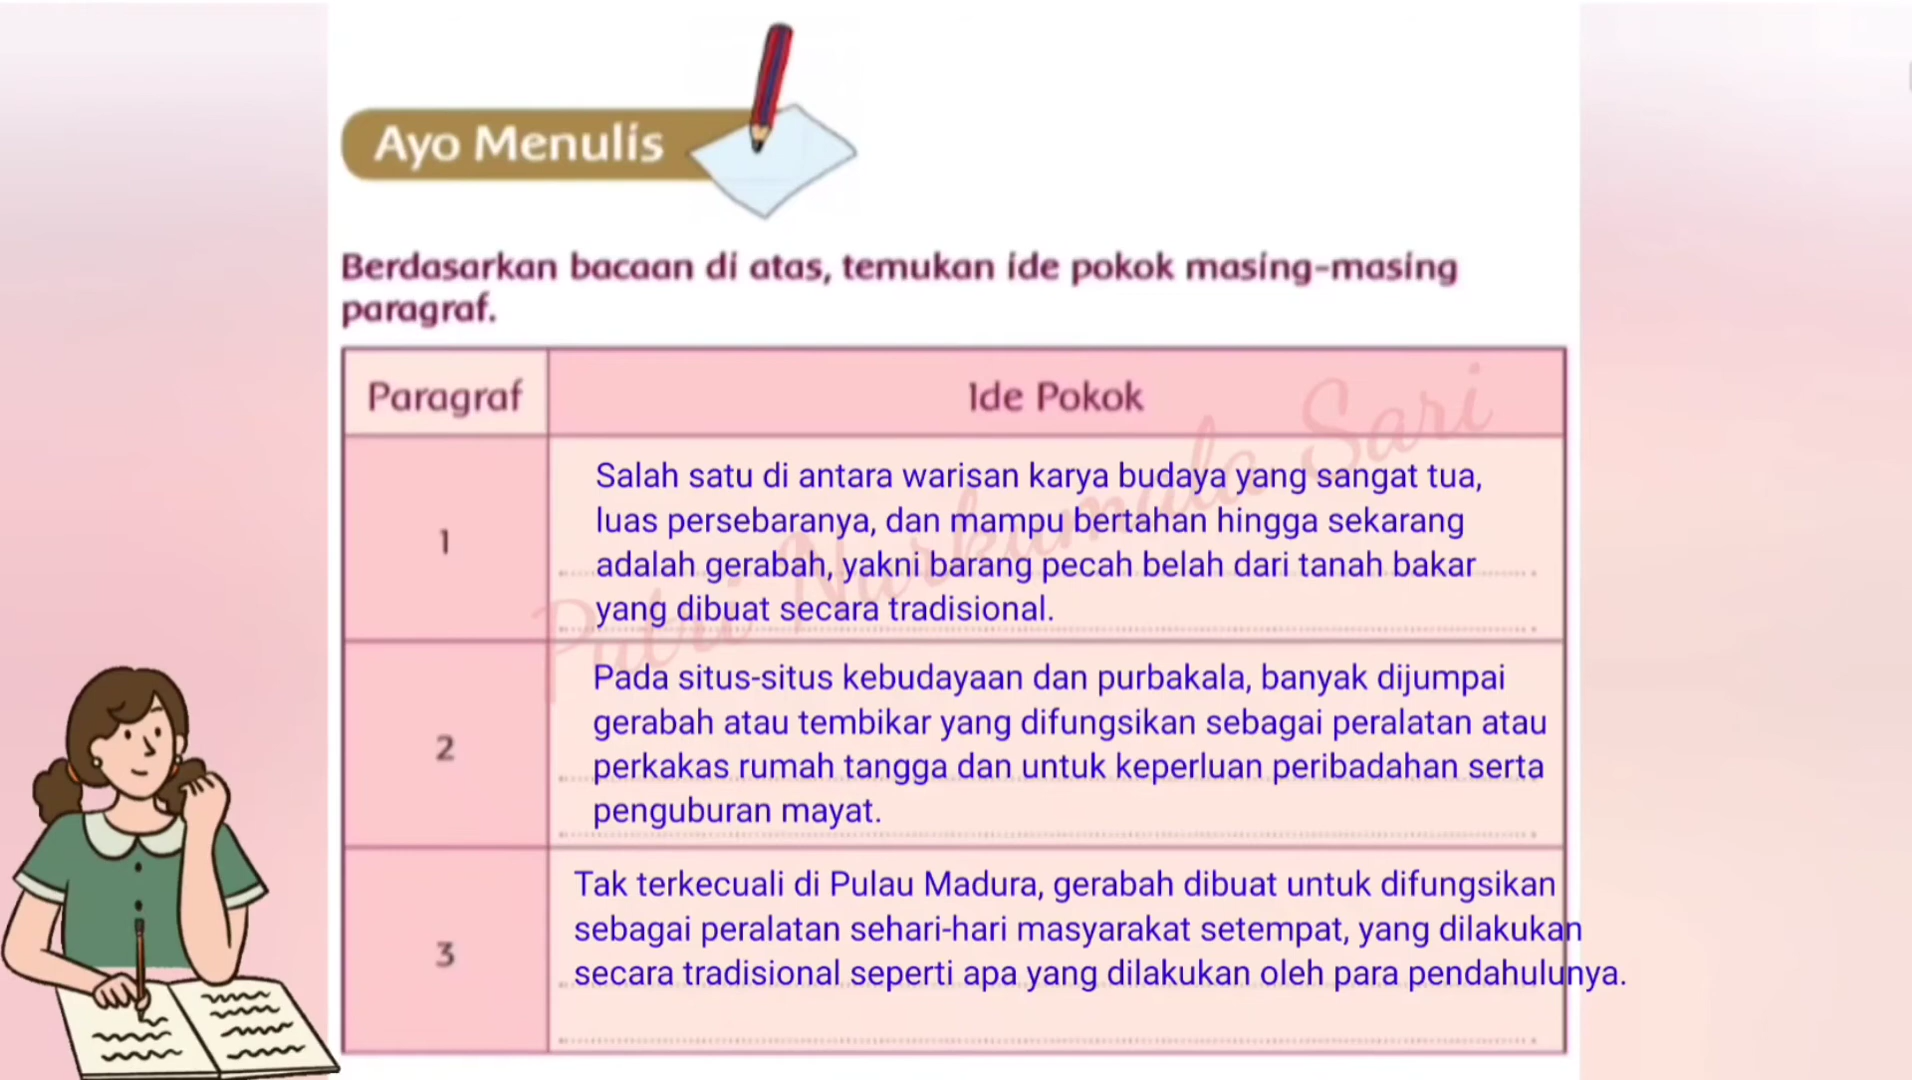 Ayo Menulis
Berdasarkan bacaan di atas, temukan ide pokok masing-masing
paragraf.
Paragraf
Ide Pokok
1
Salah satu di antara warisan karya budaya yang sangat tua,
luas persebaranya, dan mampu bertahan hingga sekarang
adalah gerabah, yakni barang pecah belah dari tanah bakar
yang dibuat secara tradisional.
2
Pada situs-situs kebudayaan dan purbakala, banyak dijumpai
gerabah atau tembikar yang difungsikan sebagai peralatan atau
perkakas rumah tangga dan untuk keperluan peribadahan serta
penguburan mayat.
3
Tak terkecuali di Pulau Madura, gerabah dibuat untuk difungsikan
sebagai peralatan sehari-hari masyarakat setempat, yang dilakukan
secara tradisional seperti apa yang dilakukan oleh para pendahulunya.
Putri Nurkumala Sari